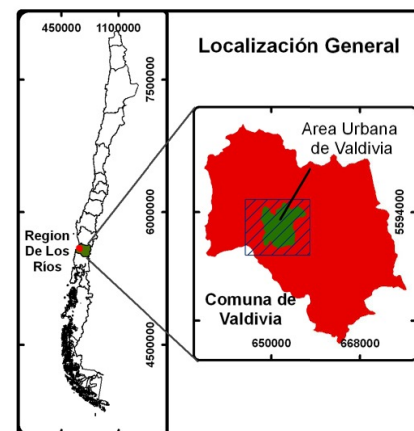 4500000 1100000
Localización General
7500000
Area Urbana
de Valdivia
6000000
5594000
Region
De Los
Ríos
Comuna de
Valdivia
4500000
650000 668000